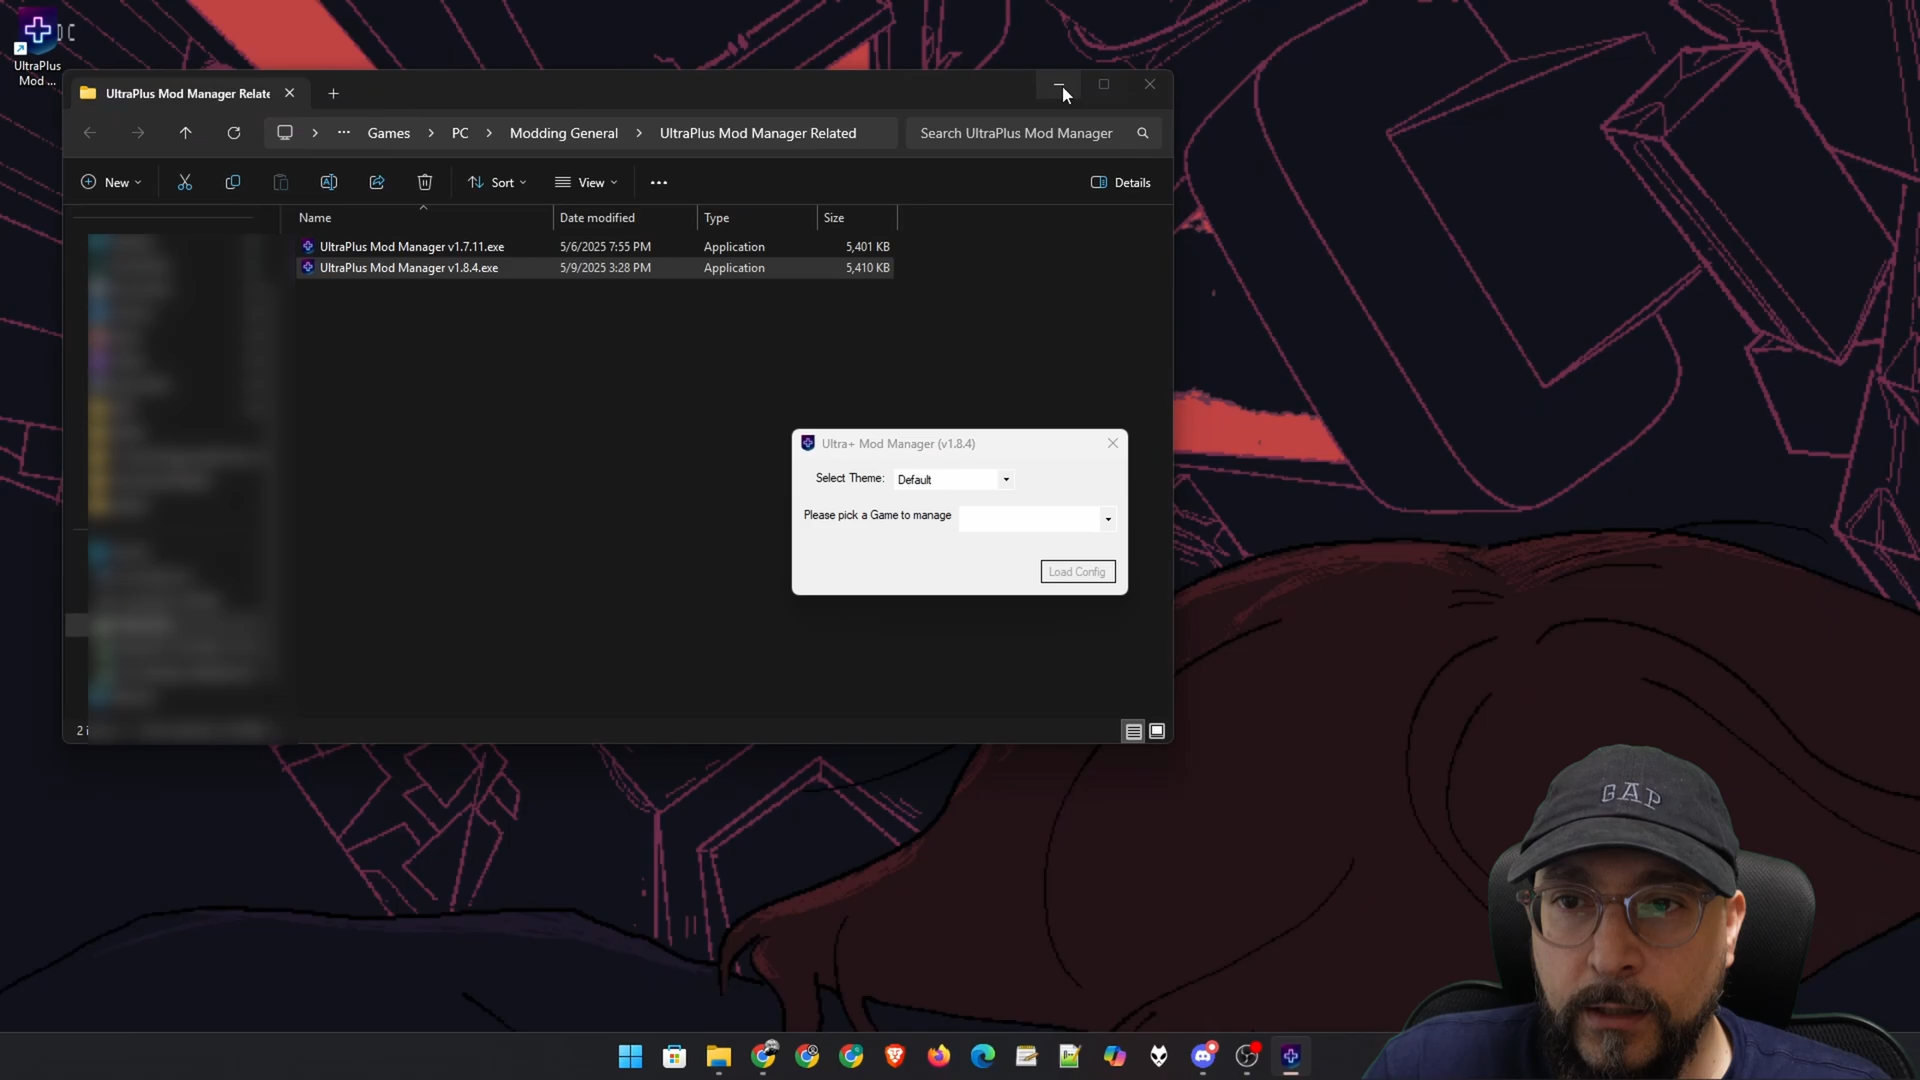 UltraPlus
Mod ...
UltraPlus Mod Manager Relate
Games
PC
Modding General
UltraPlus Mod Manager Related
Search UltraPlus Mod Manager
New
Sort
View
Details
Name
Date modified
Type
Size
UltraPlus Mod Manager v1.7.11.exe
5/6/2025 7:55 PM
Application
5,401 KB
UltraPlus Mod Manager v1.8.4.exe
5/9/2025 3:28 PM
Application
5,410 KB
Ultra+ Mod Manager (v1.8.4)
Select Theme:
Default
Please pick a Game to manage
Load Config
GAP